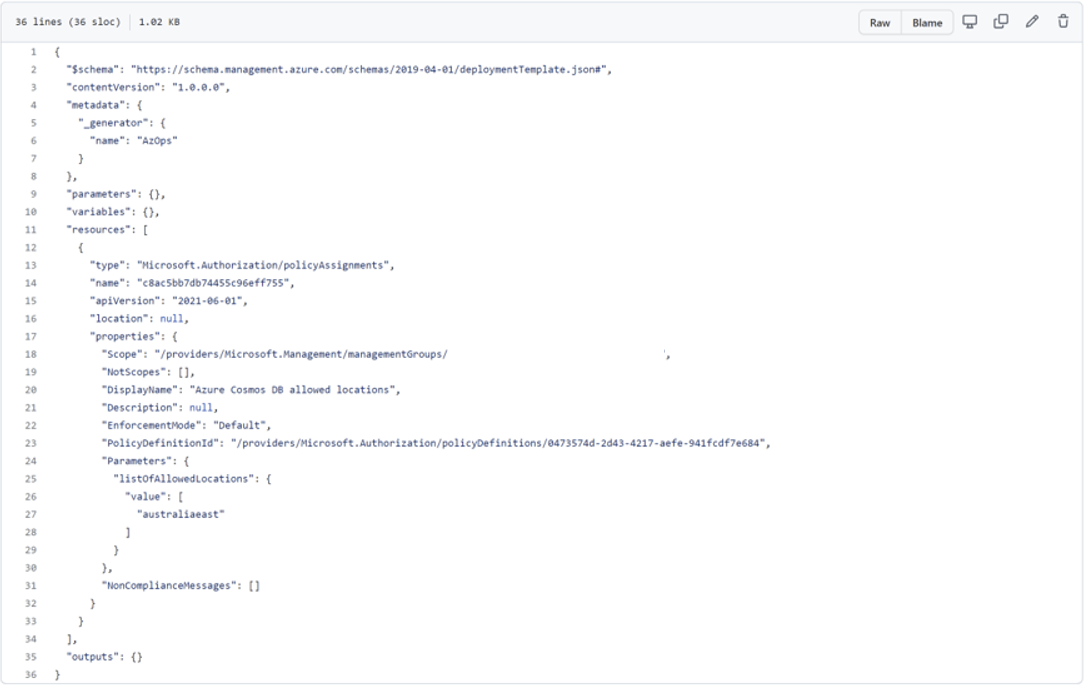 36 lines (36 sloc) 1.02 KB Raw Blame
1 {
2 "$schema": "https://schema.management.azure.com/schemas/2019-04-01/deploymentTemplate.json#",
3 "contentVersion": "1.0.0.0",
4 "metadata": {
5 "_generator": {
6 "name": "AzOps"
7 }
8 },
9 "parameters": {},
10 "variables": {},
11 "resources": [
12 {
13 "type": "Microsoft.Authorization/policyAssignments",
14 "name": "c8ac5bb7db74455c96eff755",
15 "apiVersion": "2021-06-01",
16 "location": null,
17 "properties": {
18 "Scope": "/providers/Microsoft.Management/managementGroups/ ',
19 "NotScopes": [],
20 "DisplayName": "Azure Cosmos DB allowed locations",
21 "Description": null,
22 "EnforcementMode": "Default",
23 "PolicyDefinitionId": "/providers/Microsoft.Authorization/policyDefinitions/0473574d-2d43-4217-aefe-941fcdf7e684",
24 "Parameters": {
25 "listOfAllowedLocations": {
26 "value": [
27 "australiaeast"
28 ]
29 }
30 },
31 "NonComplianceMessages": []
32 }
33 }
34 ],
35 "outputs": {}
36 }